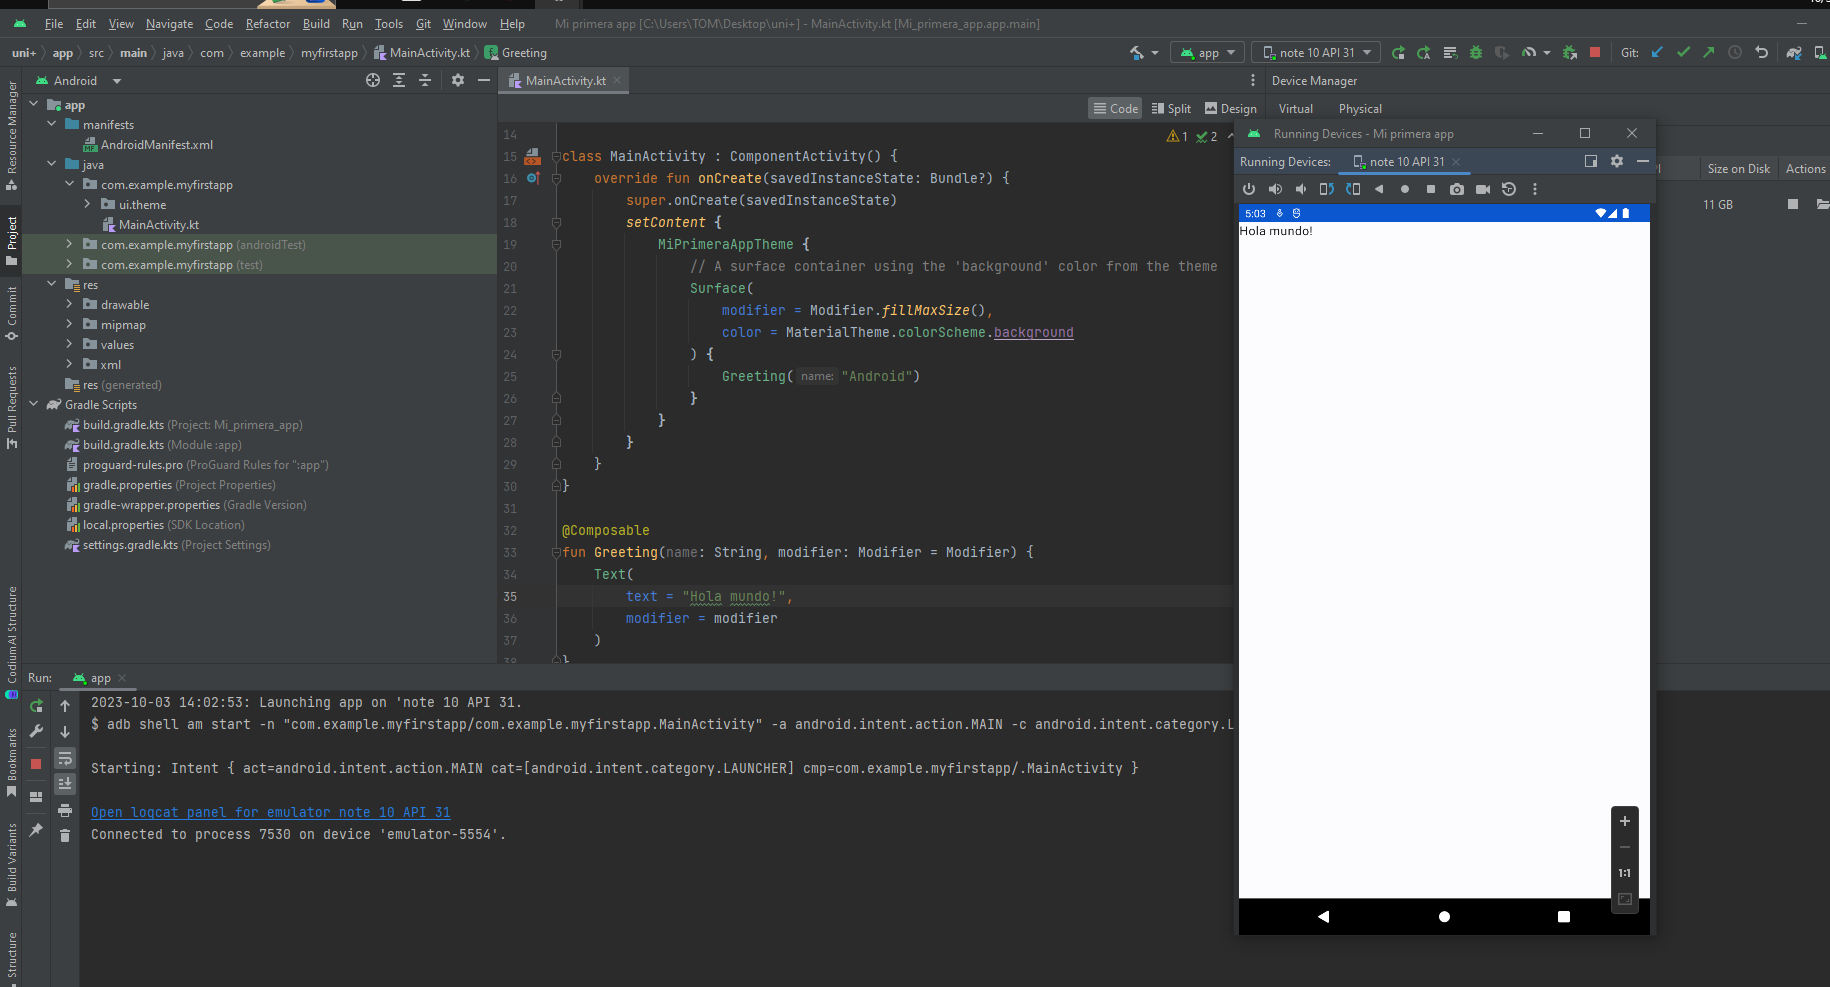 File Edit View Navigate Code Refactor Build Run Tools Git Window Help Mi primera app [C:\Users\TOM\Desktop\uni+] - MainActivity.kt [Mi_primera_app.app.main]
uni+ app src main java com example myfirstapp MainActivity.kt Greeting app note 10 API 31 Git:
Android
MainActivity.kt
Device Manager
Code Split Design
Virtual Physical
Resource Manager
Project
Commit
Pull Requests
CodiumAI Structure
Bookmarks
Build Variants
Structure
app
manifests
AndroidManifest.xml
java
com.example.myfirstapp
ui.theme
MainActivity.kt
com.example.myfirstapp (androidTest)
com.example.myfirstapp (test)
res
drawable
mipmap
values
xml
res (generated)
Gradle Scripts
build.gradle.kts (Project: Mi_primera_app)
build.gradle.kts (Module :app)
proguard-rules.pro (ProGuard Rules for ":app")
gradle.properties (Project Properties)
gradle-wrapper.properties (Gradle Version)
local.properties (SDK Location)
settings.gradle.kts (Project Settings)
1 2
14
15 class MainActivity : ComponentActivity() {
16 override fun onCreate(savedInstanceState: Bundle?) {
17 super.onCreate(savedInstanceState)
18 setContent {
19 MiPrimeraAppTheme {
20 // A surface container using the 'background' color from the theme
21 Surface(
22 modifier = Modifier.fillMaxSize(),
23 color = MaterialTheme.colorScheme.background
24 ) {
25 Greeting( name: "Android")
26 }
27 }
28 }
29 }
30 }
31
32 @Composable
33 fun Greeting(name: String, modifier: Modifier = Modifier) {
34 Text(
35 text = "Hola mundo!",
36 modifier = modifier
37 )
38 }
Running Devices - Mi primera app
Running Devices: note 10 API 31
5:03
Hola mundo!
1:1
Size on Disk Actions
11 GB
Run: app
2023-10-03 14:02:53: Launching app on 'note 10 API 31.
$ adb shell am start -n "com.example.myfirstapp/com.example.myfirstapp.MainActivity" -a android.intent.action.MAIN -c android.intent.category.L
Starting: Intent { act=android.intent.action.MAIN cat=[android.intent.category.LAUNCHER] cmp=com.example.myfirstapp/.MainActivity }
Open logcat panel for emulator note 10 API 31
Connected to process 7530 on device 'emulator-5554'.